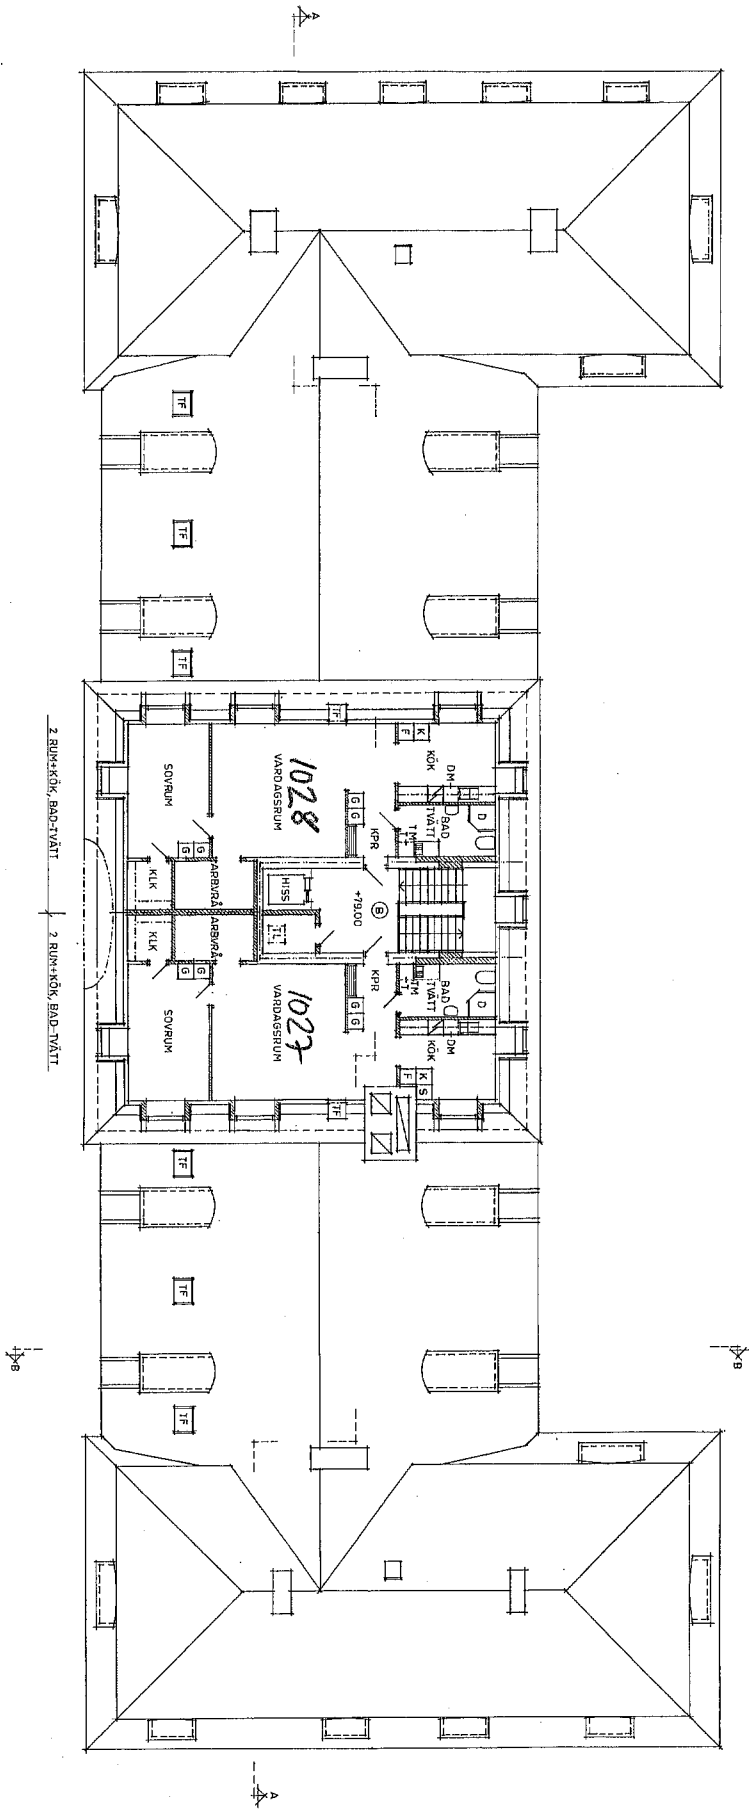 A
TF
TF
TF
TF
SOVRUM
1028
VARDAGSRUM
F K
KÖK
DM
BAD
TVÄTT
D
TM
T
G G
KPR
G G
KLK
ARBVRÅ
HISS
+79.00
B
TL
KLK
ARBVRÅ
G G
SOVRUM
1027
VARDAGSRUM
G G
KPR
TM
T
BAD
TVÄTT
D
DM
KÖK
F K S
TF
TF
TF
TF
2 RUM+KÖK, BAD-TVÄTT
2 RUM+KÖK, BAD-TVÄTT
B
B
A